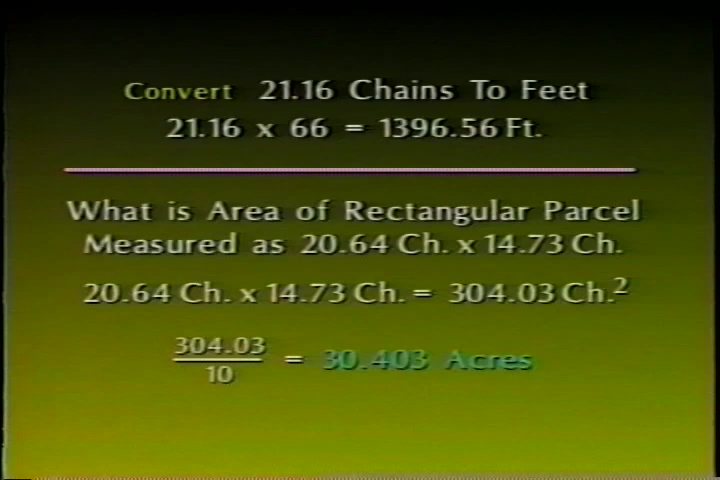 Convert 21.16 Chains To Feet
21.16 x 66 = 1396.56 Ft.
What is Area of Rectangular Parcel
Measured as 20.64 Ch. x 14.73 Ch.
20.64 Ch. x 14.73 Ch. = 304.03 Ch.²
304.03
10
= 30.403 Acres